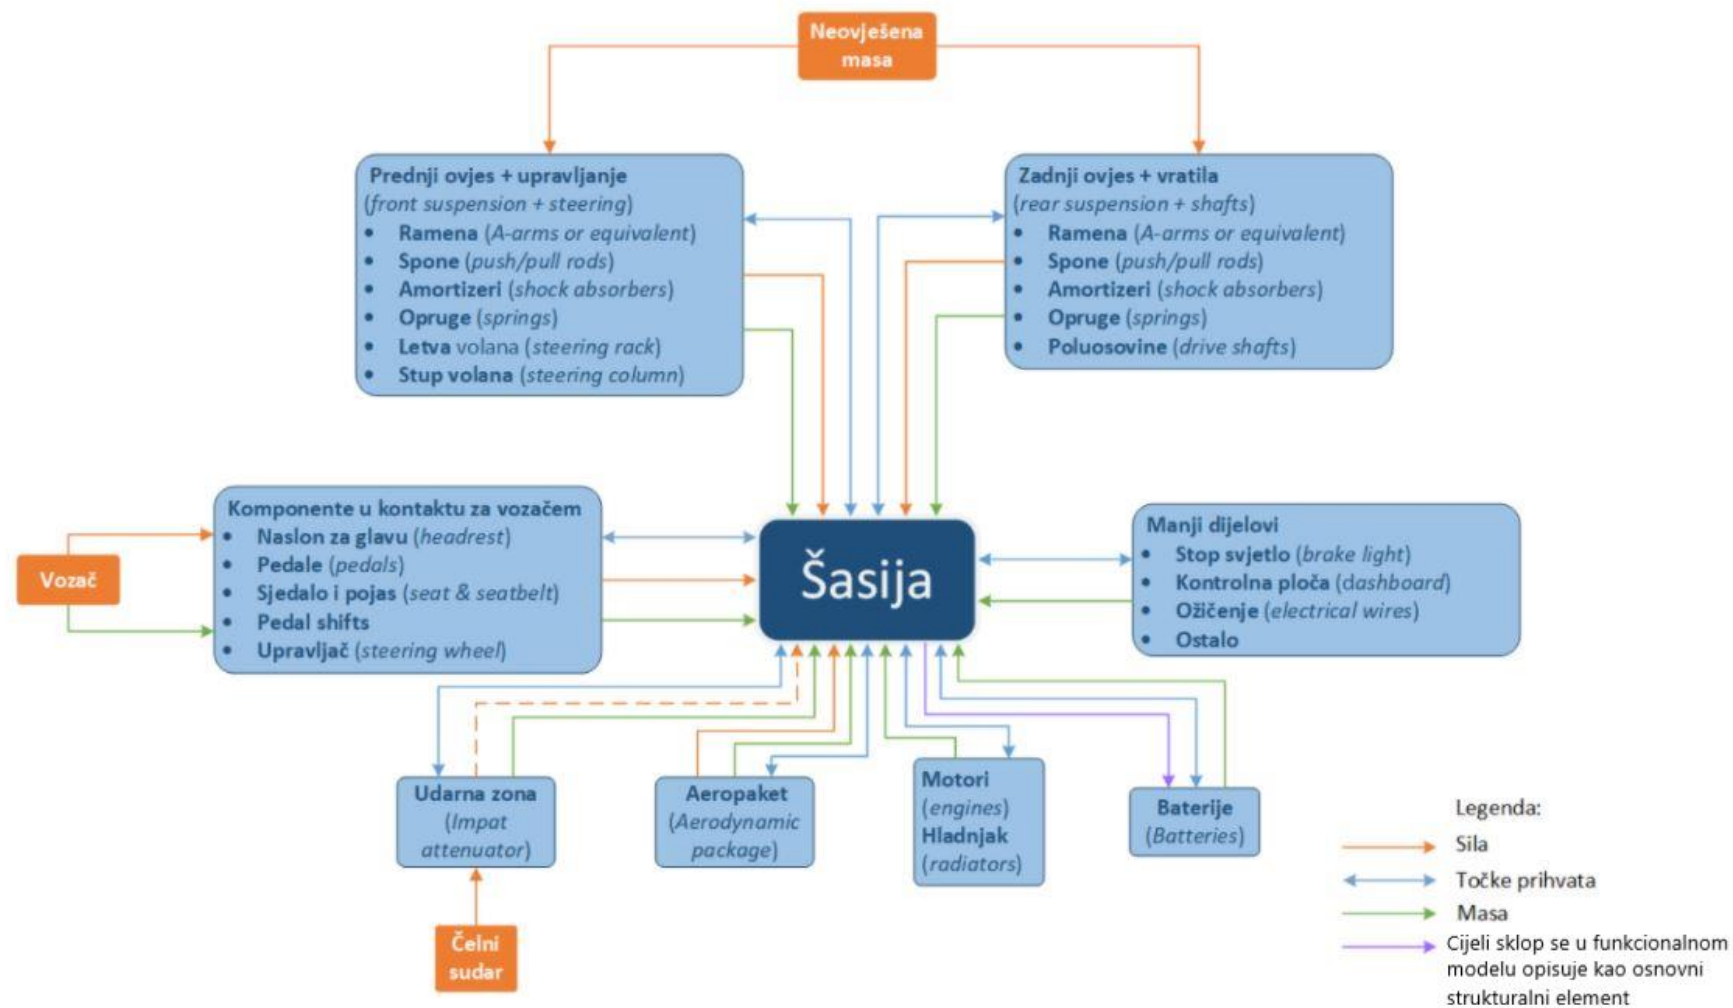 Neovješena
masa
Prednji ovjes + upravljanje
(front suspension + steering)
• Ramena (A-arms or equivalent)
• Spone (push/pull rods)
• Amortizeri (shock absorbers)
• Opruge (springs)
• Letva volana (steering rack)
• Stup volana (steering column)
Zadnji ovjes + vratila
(rear suspension + shafts)
• Ramena (A-arms or equivalent)
• Spone (push/pull rods)
• Amortizeri (shock absorbers)
• Opruge (springs)
• Poluosovine (drive shafts)
Vozač
Komponente u kontaktu za vozačem
• Naslon za glavu (headrest)
• Pedale (pedals)
• Sjedalo i pojas (seat & seatbelt)
• Pedal shifts
• Upravljač (steering wheel)
Šasija
Manji dijelovi
• Stop svjetlo (brake light)
• Kontrolna ploča (dashboard)
• Ožičenje (electrical wires)
• Ostalo
Udarna zona
(Impat
attenuator)
Aeropaket
(Aerodynamic
package)
Motori
(engines)
Hladnjak
(radiators)
Baterije
(Batteries)
Čelni
sudar
Legenda:
Sila
Točke prihvata
Masa
Cijeli sklop se u funkcionalnom
modelu opisuje kao osnovni
strukturalni element